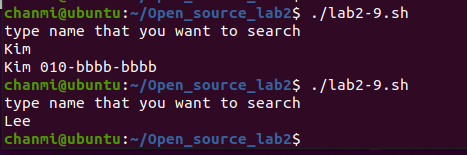 chanmi@ubuntu:~/Open_source_lab2$ ./lab2-9.sh
type name that you want to search
Kim
Kim 010-bbbb-bbbb
chanmi@ubuntu:~/Open_source_lab2$ ./lab2-9.sh
type name that you want to search
Lee
chanmi@ubuntu:~/Open_source_lab2$